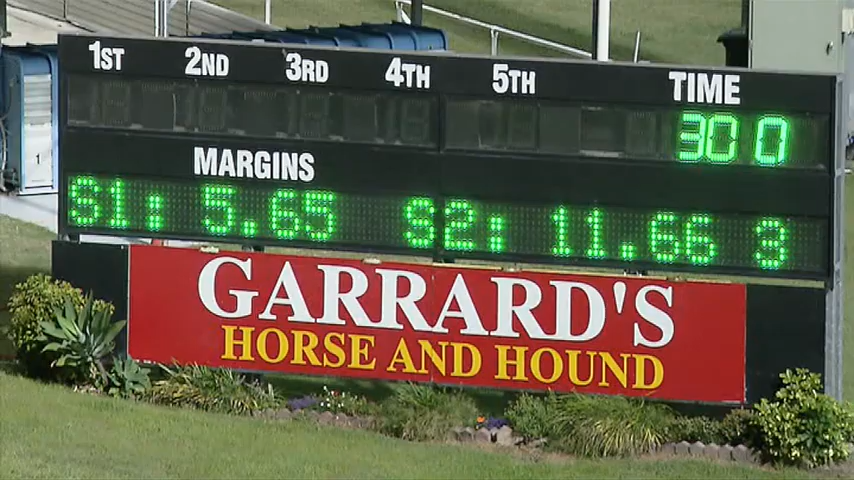 1ST 2ND 3RD 4TH 5TH TIME
30 0
MARGINS
S1: 5.65 S2: 11.66 3
GARRARD'S
HORSE AND HOUND
1